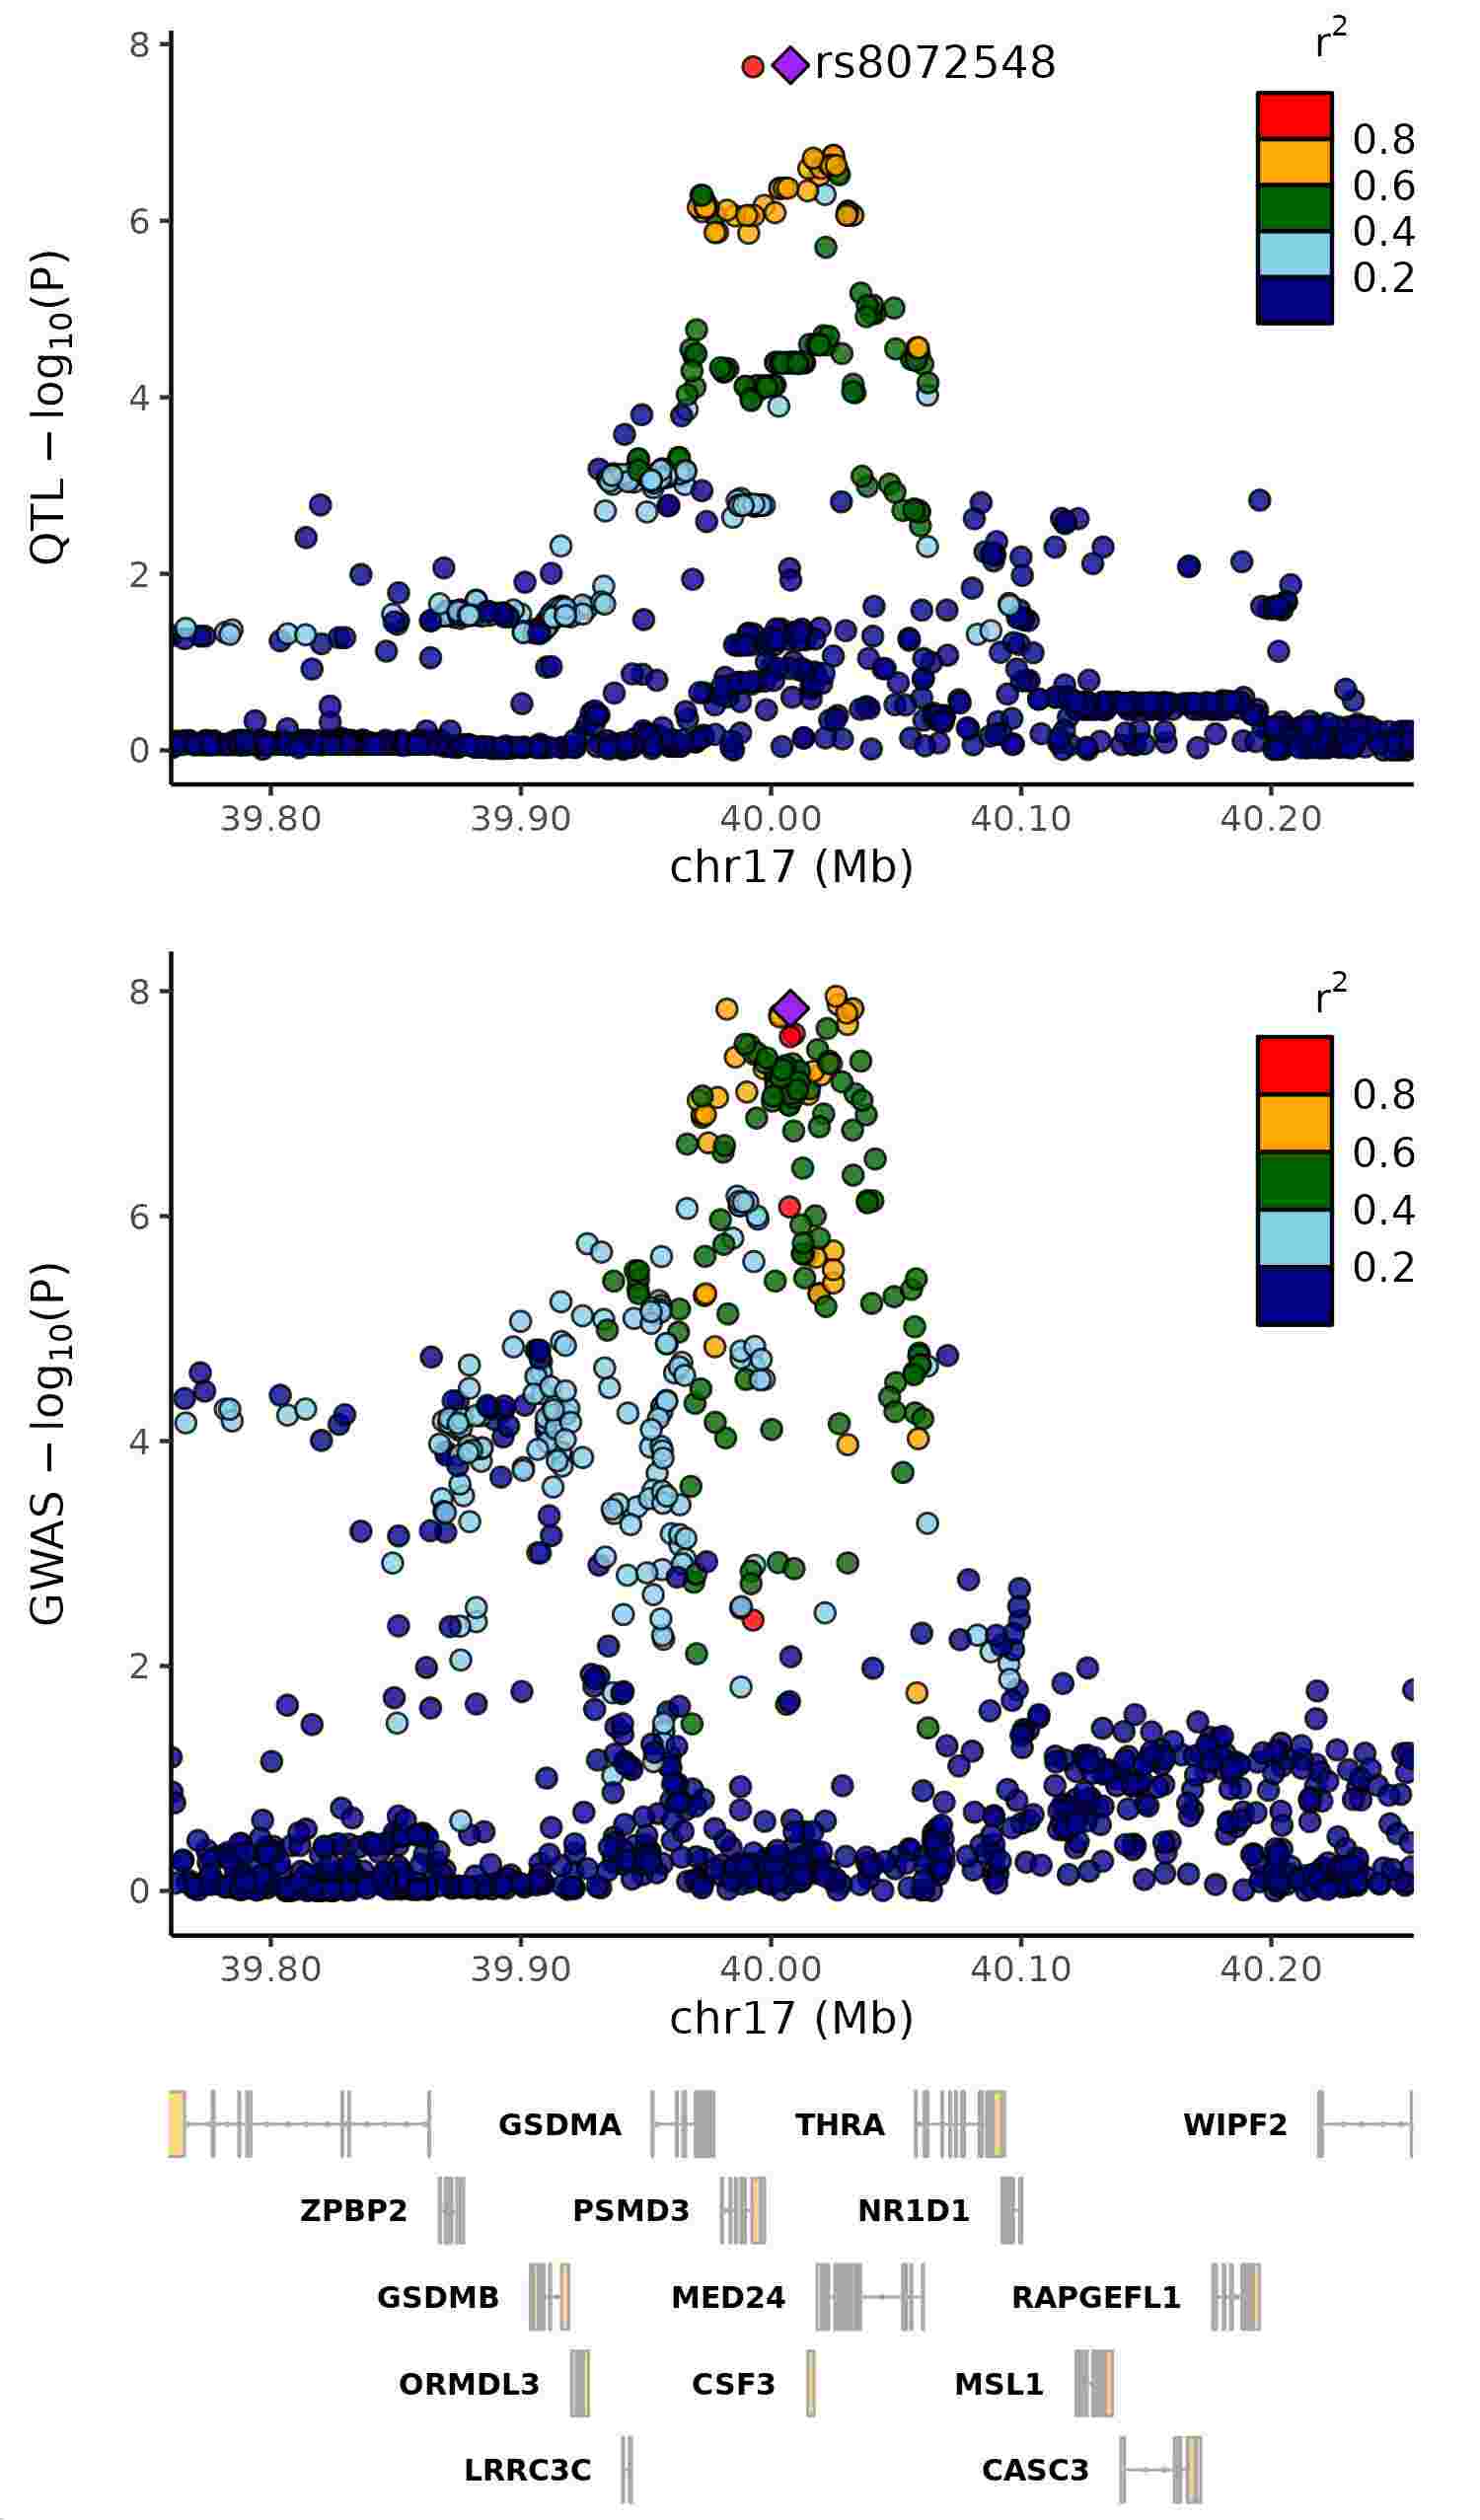 8
6
4
2
0
QTL −log10(P)
rs8072548
r2
0.8
0.6
0.4
0.2
39.80 39.90 40.00 40.10 40.20
chr17 (Mb)
8
6
4
2
0
GWAS −log10(P)
r2
0.8
0.6
0.4
0.2
39.80 39.90 40.00 40.10 40.20
chr17 (Mb)
GSDMA THRA WIPF2
ZPBP2 PSMD3 NR1D1
GSDMB MED24 RAPGEFL1
ORMDL3 CSF3 MSL1
LRRC3C CASC3